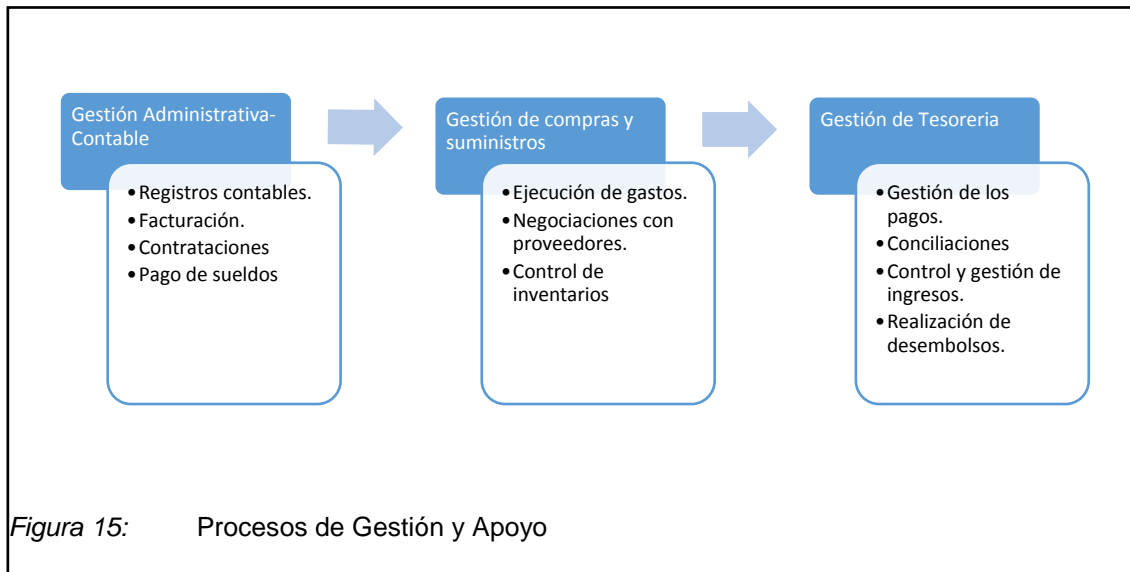 Gestión Administrativa-
Contable
• Registros contables.
• Facturación.
• Contrataciones
• Pago de sueldos
Gestión de compras y
suministros
• Ejecución de gastos.
• Negociaciones con
proveedores.
• Control de
inventarios
Gestión de Tesoreria
• Gestión de los
pagos.
• Conciliaciones
• Control y gestión de
ingresos.
• Realización de
desembolsos.
Figura 15: Procesos de Gestión y Apoyo